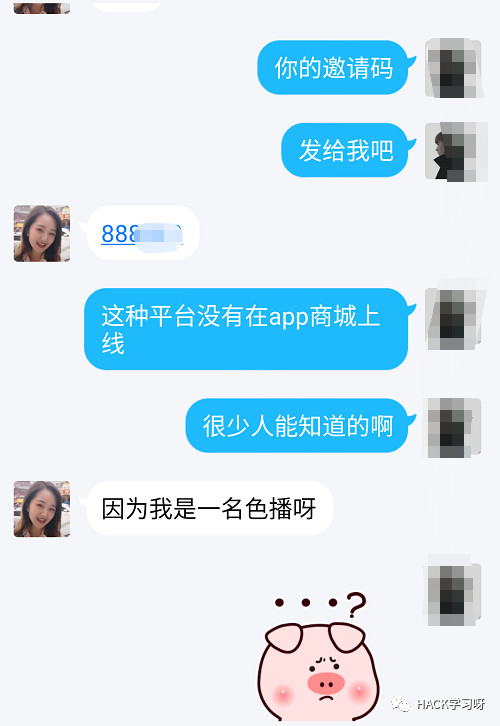 你的邀请码
发给我吧
888
这种平台没有在app商城上
线
很少人能知道的啊
因为我是一名色播呀
...?
HACK学习呀